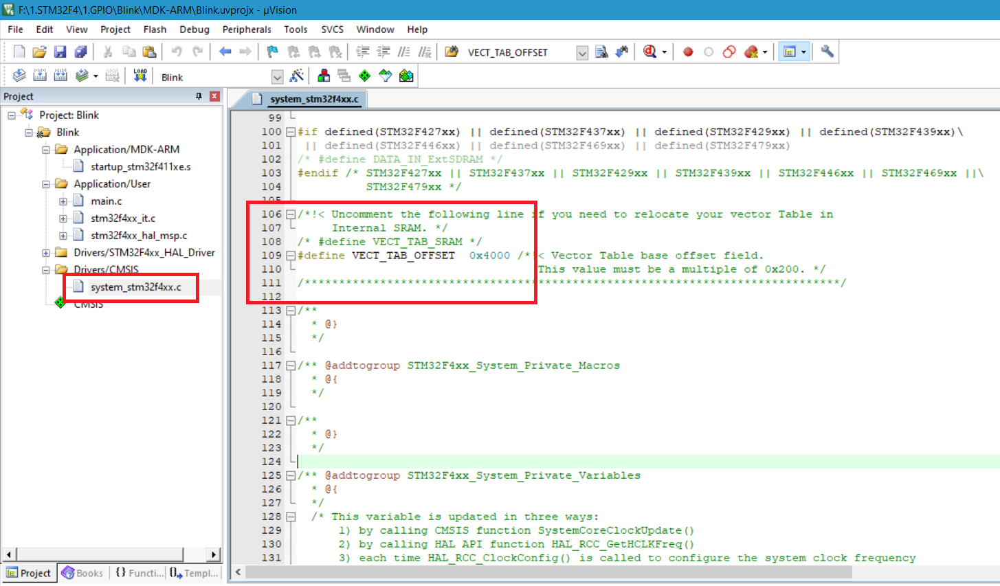 F:\1.STM32F4\1.GPIO\Blink\MDK-ARM\Blink.uvprojx - µVision
File Edit View Project Flash Debug Peripherals Tools SVCS Window Help
VECT_TAB_OFFSET
LOAD
Blink
Project
Project: Blink
Blink
Application/MDK-ARM
startup_stm32f411xe.s
Application/User
main.c
stm32f4xx_it.c
stm32f4xx_hal_msp.c
Drivers/STM32F4xx_HAL_Driver
Drivers/CMSIS
system_stm32f4xx.c
CMSIS
Project Books {} Functi... Templ...
system_stm32f4xx.c
99
100 #if defined(STM32F427xx) || defined(STM32F437xx) || defined(STM32F429xx) || defined(STM32F439xx)\
101 || defined(STM32F446xx) || defined(STM32F469xx) || defined(STM32F479xx)
102 /* #define DATA_IN_ExtSDRAM */
103 #endif /* STM32F427xx || STM32F437xx || STM32F429xx || STM32F439xx || STM32F446xx || STM32F469xx ||\
104 STM32F479xx */
105
106 /*!< Uncomment the following line if you need to relocate your vector Table in
107 Internal SRAM. */
108 /* #define VECT_TAB_SRAM */
109 #define VECT_TAB_OFFSET 0x4000 /*!< Vector Table base offset field.
110 This value must be a multiple of 0x200. */
111 /******************************************************************************/
112
113 /**
114 * @}
115 */
116
117 /** @addtogroup STM32F4xx_System_Private_Macros
118 * @{
119 */
120
121 /**
122 * @}
123 */
124
125 /** @addtogroup STM32F4xx_System_Private_Variables
126 * @{
127 */
128 /* This variable is updated in three ways:
129 1) by calling CMSIS function SystemCoreClockUpdate()
130 2) by calling HAL API function HAL_RCC_GetHCLKFreq()
131 3) each time HAL_RCC_ClockConfig() is called to configure the system clock frequency